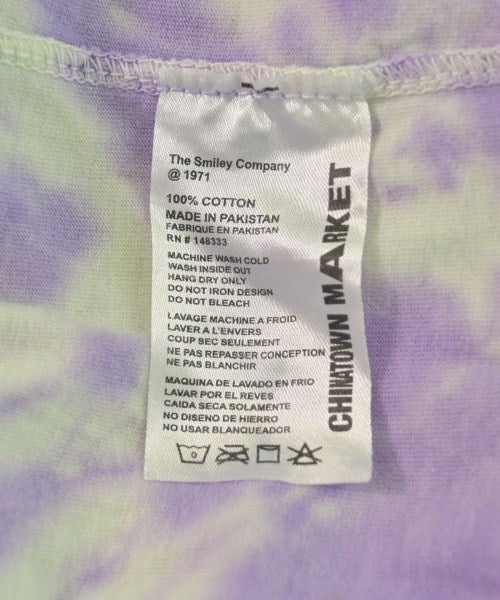 The Smiley Company
@ 1971
100% COTTON
MADE IN PAKISTAN
FABRIQUE EN PAKISTAN
RN # 148333
MACHINE WASH COLD
WASH INSIDE OUT
HANG DRY ONLY
DO NOT IRON DESIGN
DO NOT BLEACH
LAVAGE MACHINE A FROID
LAVER A L'ENVERS
COUP SEC SEULEMENT
NE PAS REPASSER CONCEPTION
NE PAS BLANCHIR
MAQUINA DE LAVADO EN FRIO
LAVAR POR EL REVES
CAIDA SECA SOLAMENTE
NO DISENO DE HIERRO
NO USAR BLANQUEADOR
CHINATOWN MARKET